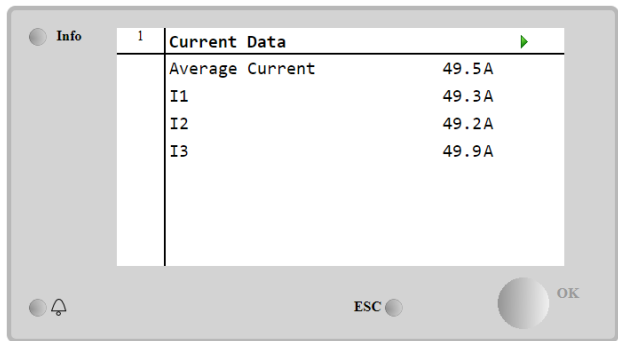 Info
1 Current Data
Average Current 49.5A
I1 49.3A
I2 49.2A
I3 49.9A
ESC OK